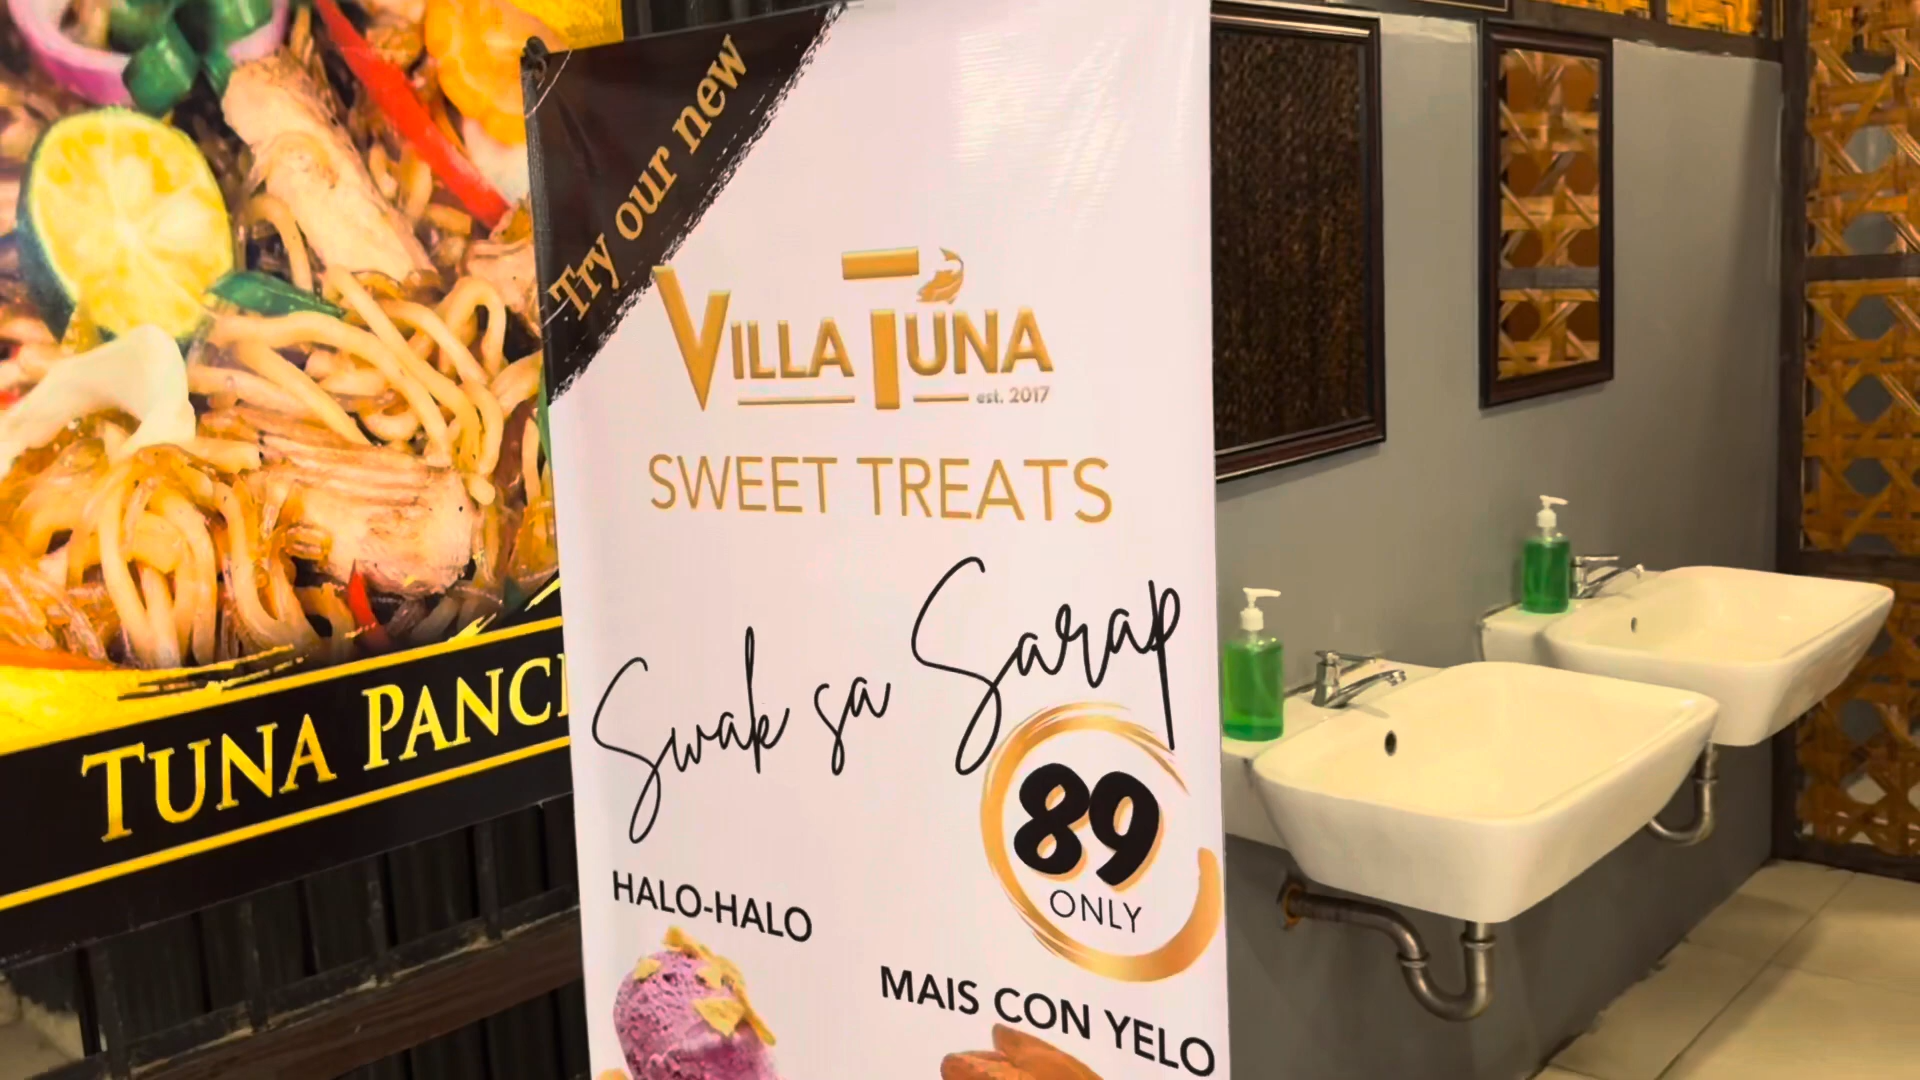 Try our new
VILLA TUNA
est. 2017
SWEET TREATS
Swak sa Sarap
89
ONLY
HALO-HALO
MAIS CON YELO
TUNA